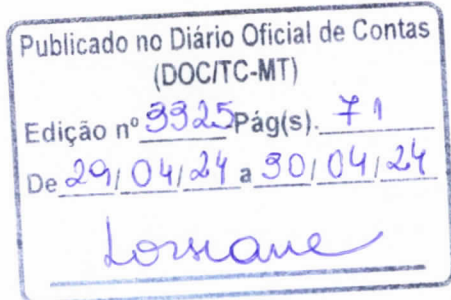 Publicado no Diário Oficial de Contas
(DOC/TC-MT)
Edição nº 3325 Pág(s). 71
De 29/04/24 a 30/04/24